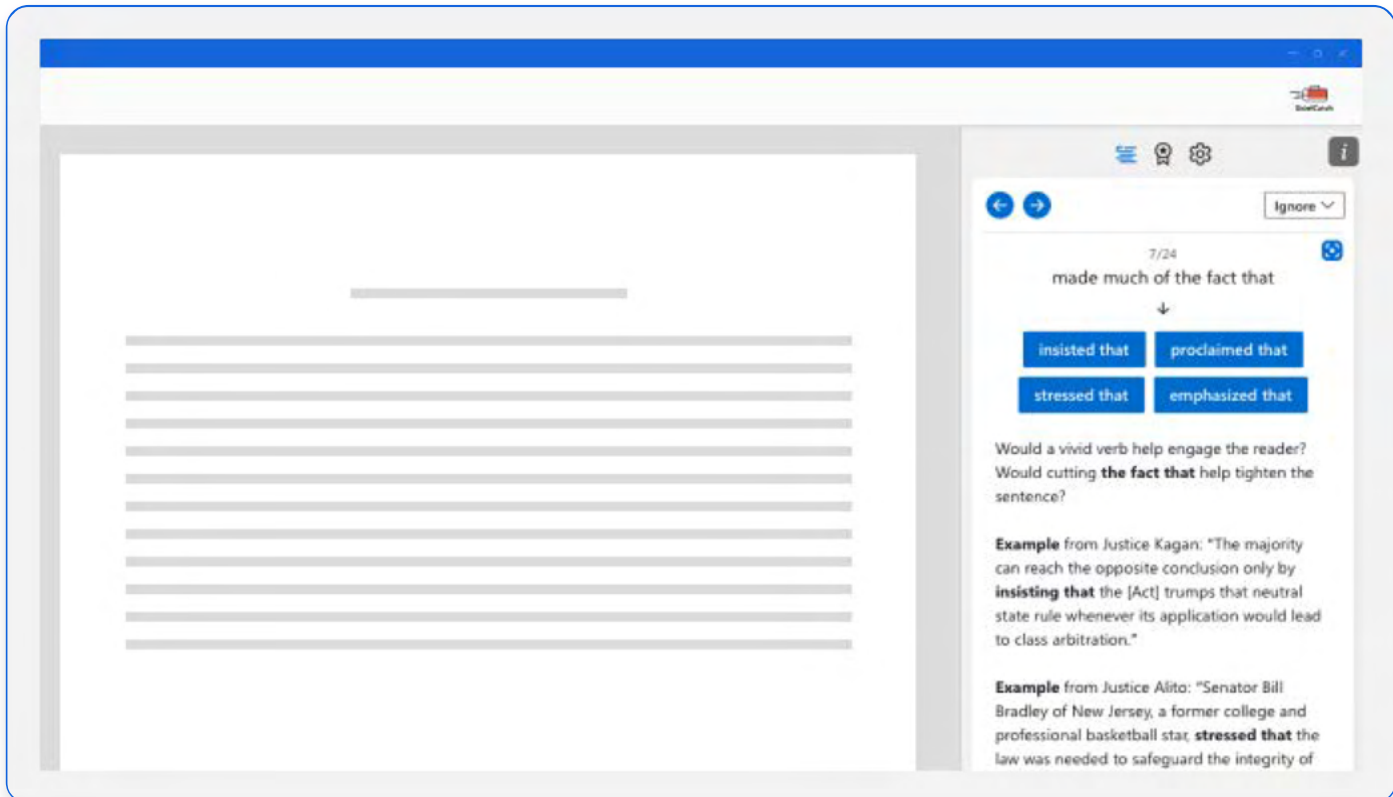 i
Ignore
7/24
made much of the fact that
insisted that
proclaimed that
stressed that
emphasized that
Would a vivid verb help engage the reader?
Would cutting the fact that help tighten the
sentence?
Example from Justice Kagan: "The majority
can reach the opposite conclusion only by
insisting that the [Act] trumps that neutral
state rule whenever its application would lead
to class arbitration."
Example from Justice Alito: "Senator Bill
Bradley of New Jersey, a former college and
professional basketball star, stressed that the
law was needed to safeguard the integrity of